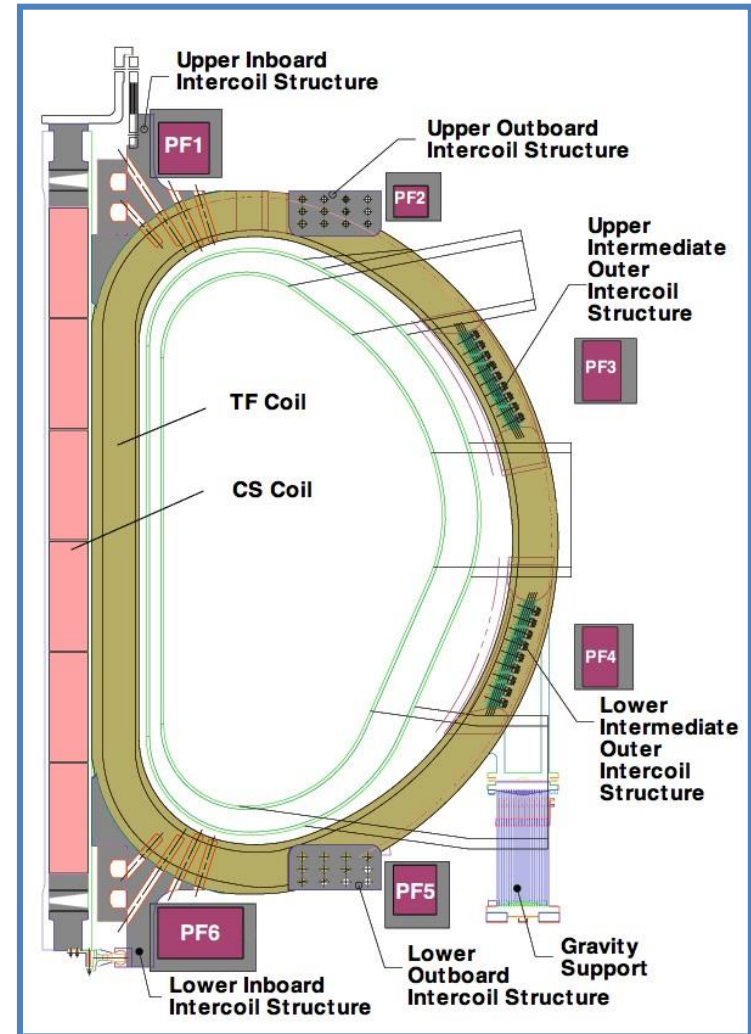 Upper Inboard
Intercoil Structure
PF1
Upper Outboard
Intercoil Structure
PF2
Upper
Intermediate
Outer
Intercoil
Structure
PF3
TF Coil
CS Coil
PF4
Lower
Intermediate
Outer
Intercoil
Structure
PF5
PF6
Gravity
Support
Lower
Outboard
Intercoil Structure
Lower Inboard
Intercoil Structure